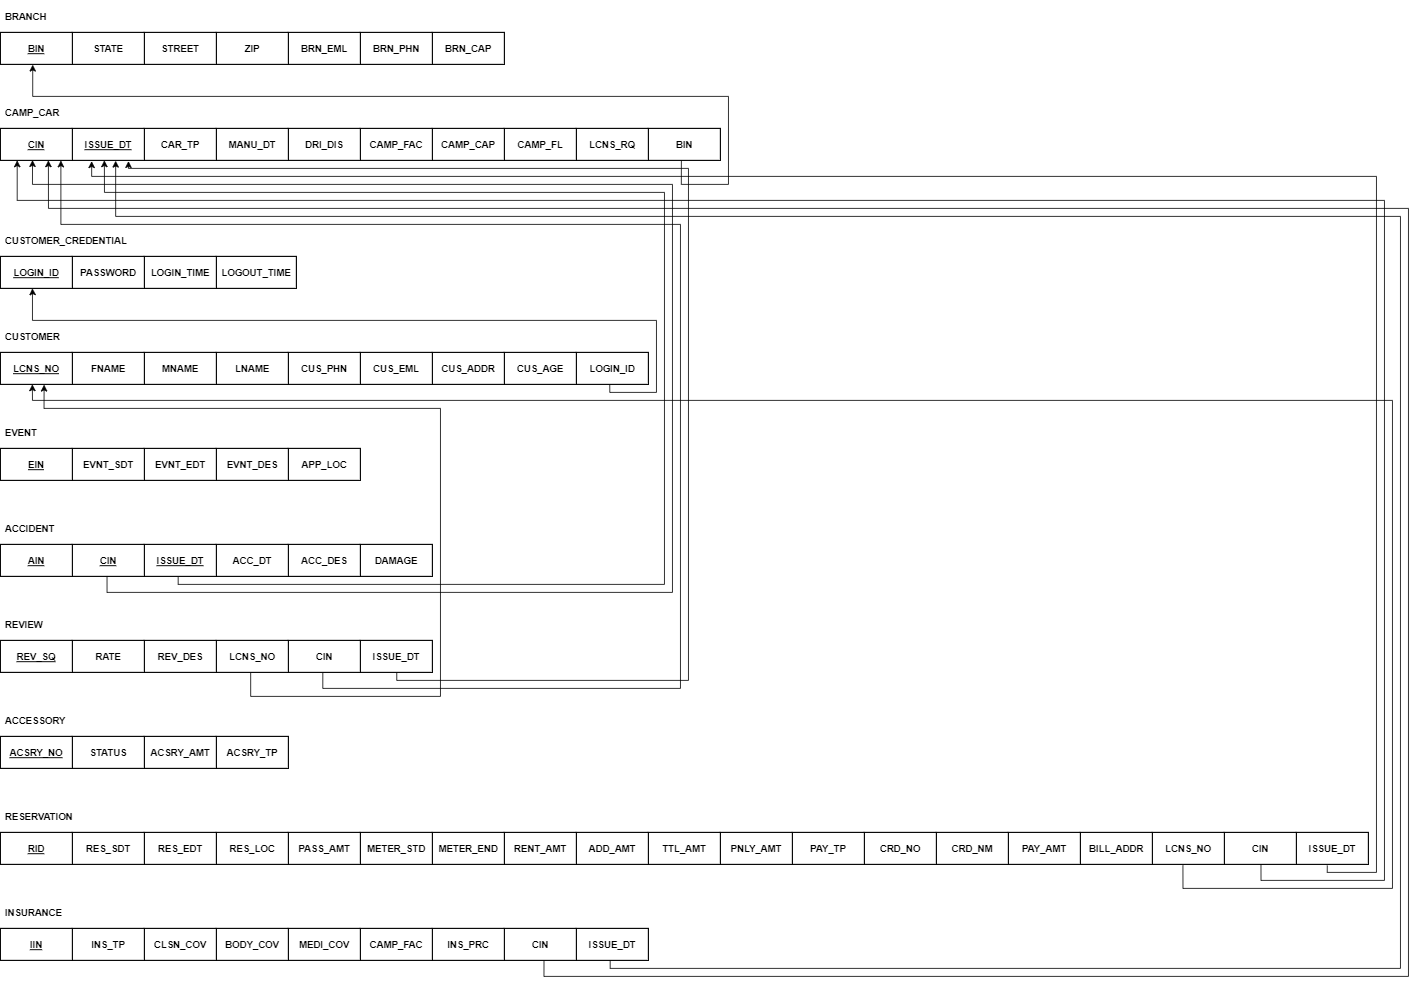 BRANCH
BIN STATE STREET ZIP BRN_EML BRN_PHN BRN_CAP
CAMP_CAR
CIN ISSUE_DT CAR_TP MANU_DT DRI_DIS CAMP_FAC CAMP_CAP CAMP_FL LCNS_RQ BIN
CUSTOMER_CREDENTIAL
LOGIN_ID PASSWORD LOGIN_TIME LOGOUT_TIME
CUSTOMER
LCNS_NO FNAME MNAME LNAME CUS_PHN CUS_EML CUS_ADDR CUS_AGE LOGIN_ID
EVENT
EIN EVNT_SDT EVNT_EDT EVNT_DES APP_LOC
ACCIDENT
AIN CIN ISSUE_DT ACC_DT ACC_DES DAMAGE
REVIEW
REV_SQ RATE REV_DES LCNS_NO CIN ISSUE_DT
ACCESSORY
ACSRY_NO STATUS ACSRY_AMT ACSRY_TP
RESERVATION
RID RES_SDT RES_EDT RES_LOC PASS_AMT METER_STD METER_END RENT_AMT ADD_AMT TTL_AMT PNLY_AMT PAY_TP CRD_NO CRD_NM PAY_AMT BILL_ADDR LCNS_NO CIN ISSUE_DT
INSURANCE
IIN INS_TP CLSN_COV BODY_COV MEDI_COV CAMP_FAC INS_PRC CIN ISSUE_DT